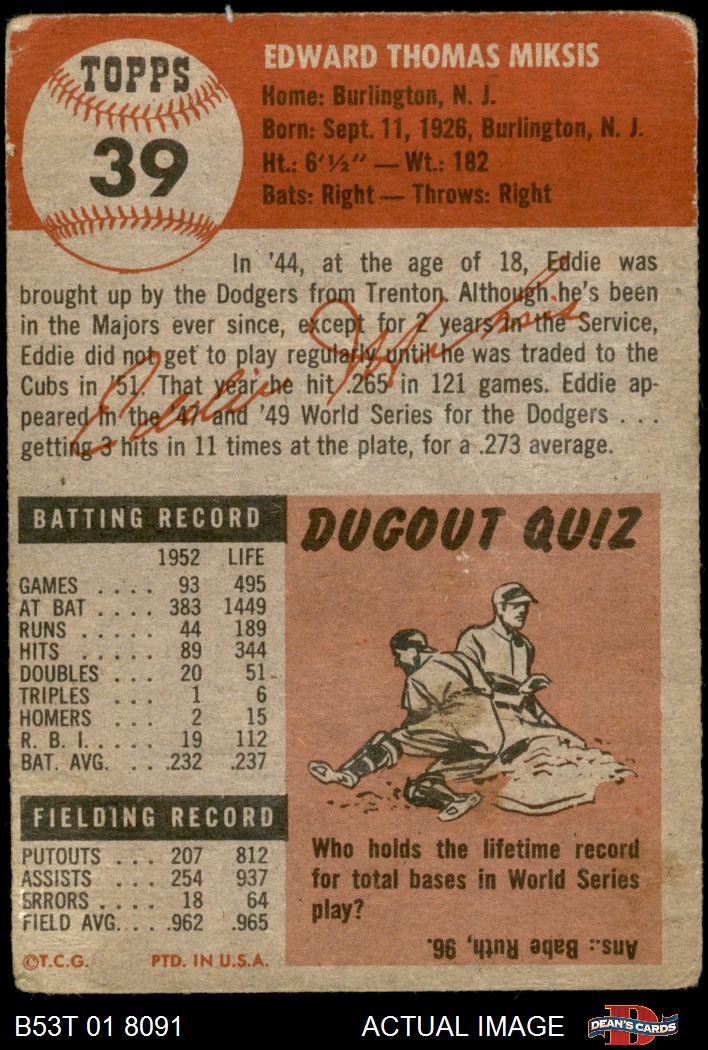 TOPPS
39
EDWARD THOMAS MIKSIS
Home: Burlington, N. J.
Born: Sept. 11, 1926, Burlington, N. J.
Ht.: 6'½" — Wt.: 182
Bats: Right — Throws: Right
In '44, at the age of 18, Eddie was
brought up by the Dodgers from Trenton. Although he's been
in the Majors ever since, except for 2 years in the Service,
Eddie did not get to play regularly until he was traded to the
Cubs in '51. That year he hit .265 in 121 games. Eddie ap-
peared in the '47 and '49 World Series for the Dodgers . . .
getting 3 hits in 11 times at the plate, for a .273 average.
Eddie Miksis
BATTING RECORD
1952 LIFE
GAMES . . . . 93 495
AT BAT . . . . 383 1449
RUNS . . . . . 44 189
HITS . . . . . 89 344
DOUBLES . . . 20 51
TRIPLES . . . . 1 6
HOMERS . . . . 2 15
R. B. I. . . . . 19 112
BAT. AVG. . . .232 .237
FIELDING RECORD
PUTOUTS . . . 207 812
ASSISTS . . . . 254 937
ERRORS . . . . 18 64
FIELD AVG. . . .962 .965
©T.C.G. PTD. IN U.S.A.
DUGOUT QUIZ
Who holds the lifetime record
for total bases in World Series
play?
Ans.: Babe Ruth, 96.
B53T 01 8091 ACTUAL IMAGE DEAN'S CARDS